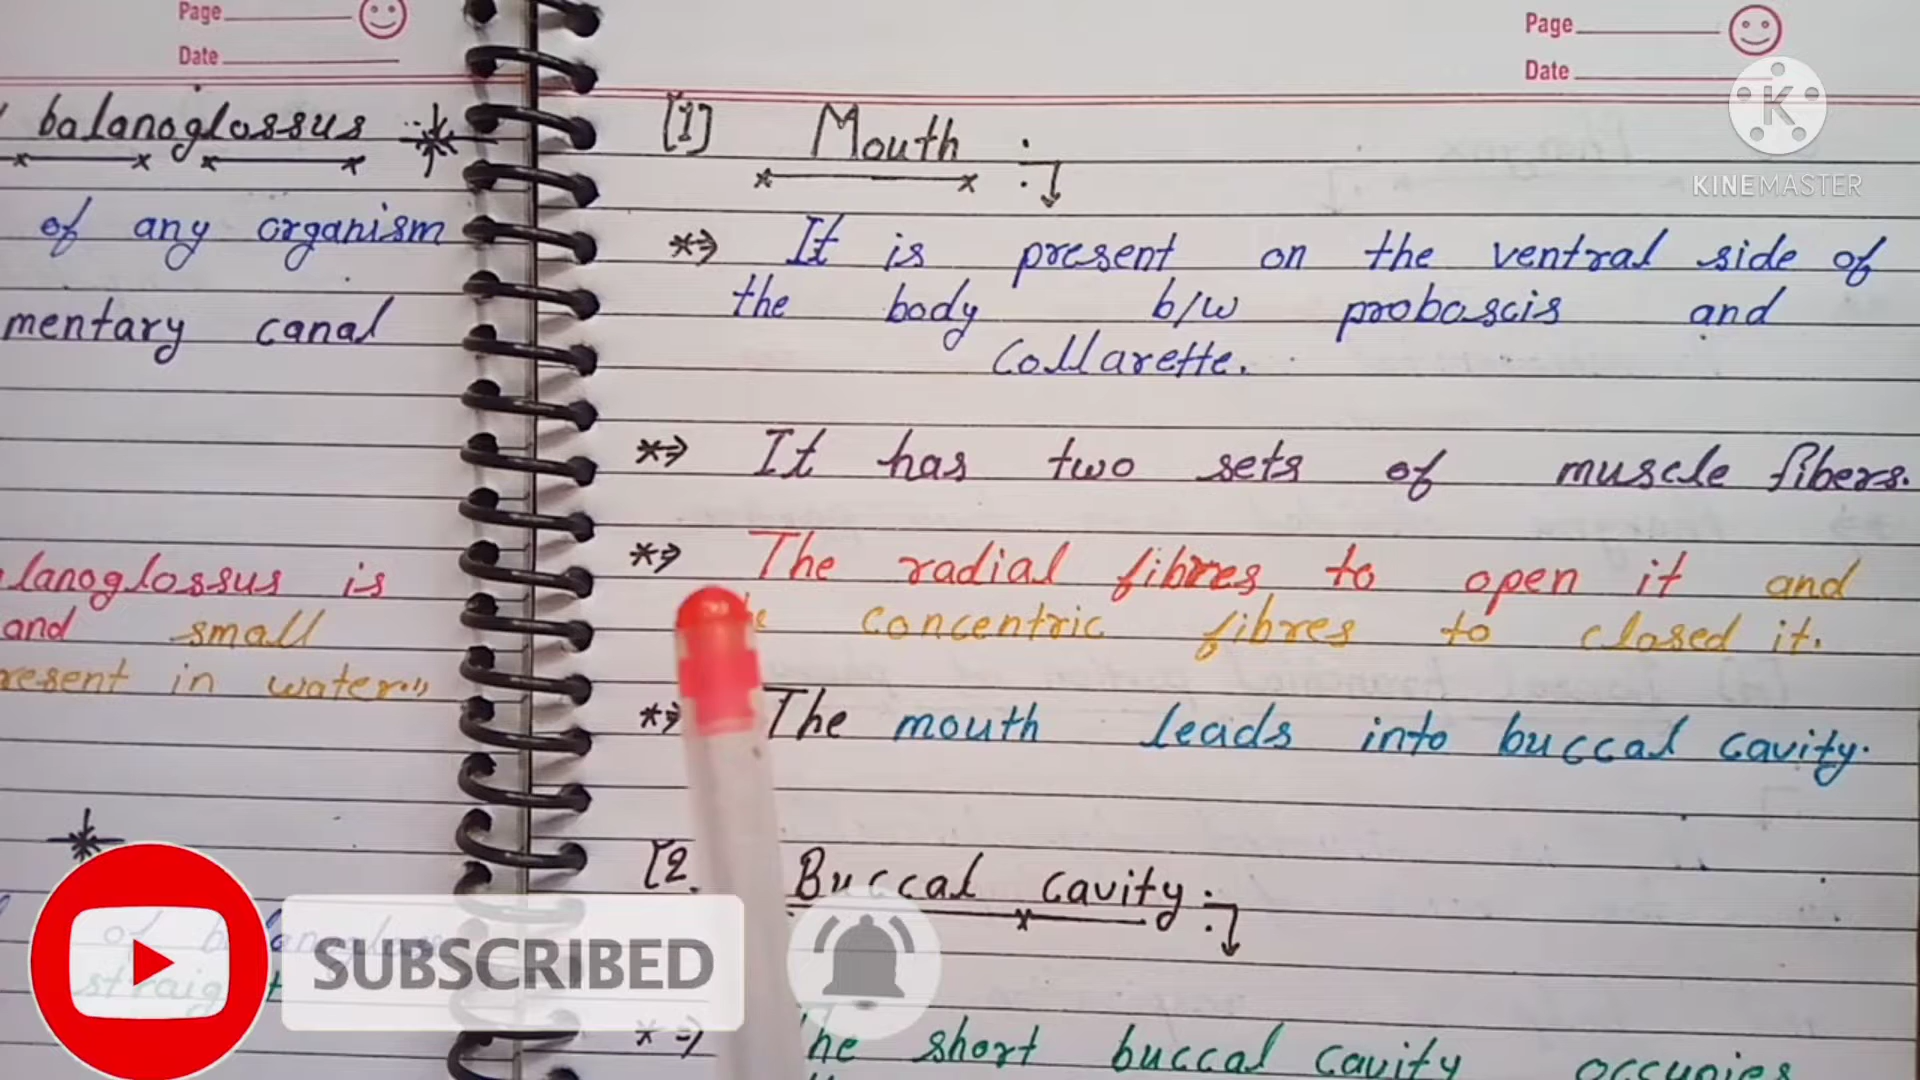 Page
Date
balanoglossus
of any organism
mentary canal
lanoglossus is
and small
resent in water"
straig
Page
Date
KINEMASTER
[1] Mouth :
It is present on the ventral side of
the body b/w proboscis and
Collarette.
It has two sets of muscle fibers.
The radial fibres to open it and
concentric fibres to closed it.
The mouth leads into buccal cavity.
[2. Buccal cavity :
he short buccal cavity occupies
SUBSCRIBED